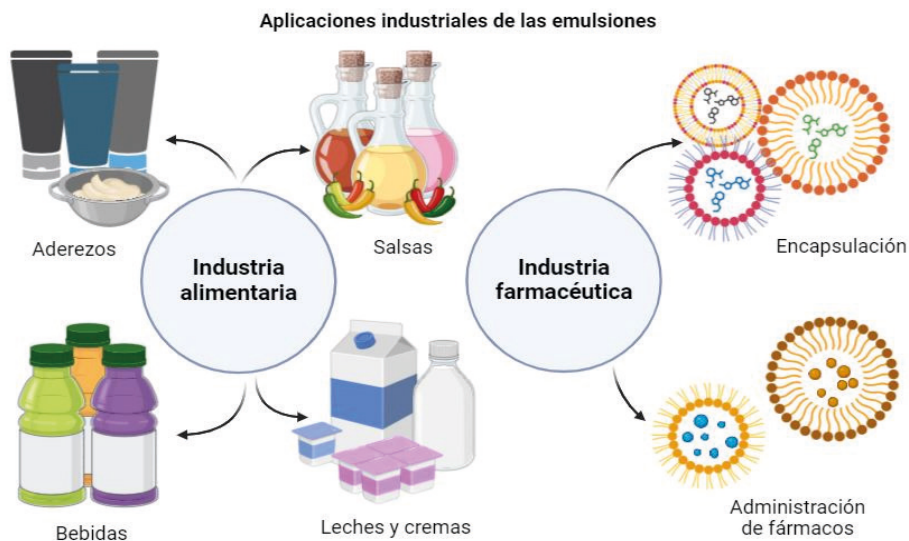 Aplicaciones industriales de las emulsiones
Aderezos
Salsas
Industria
alimentaria
Bebidas
Leches y cremas
Industria
farmacéutica
Encapsulación
Administración
de fármacos